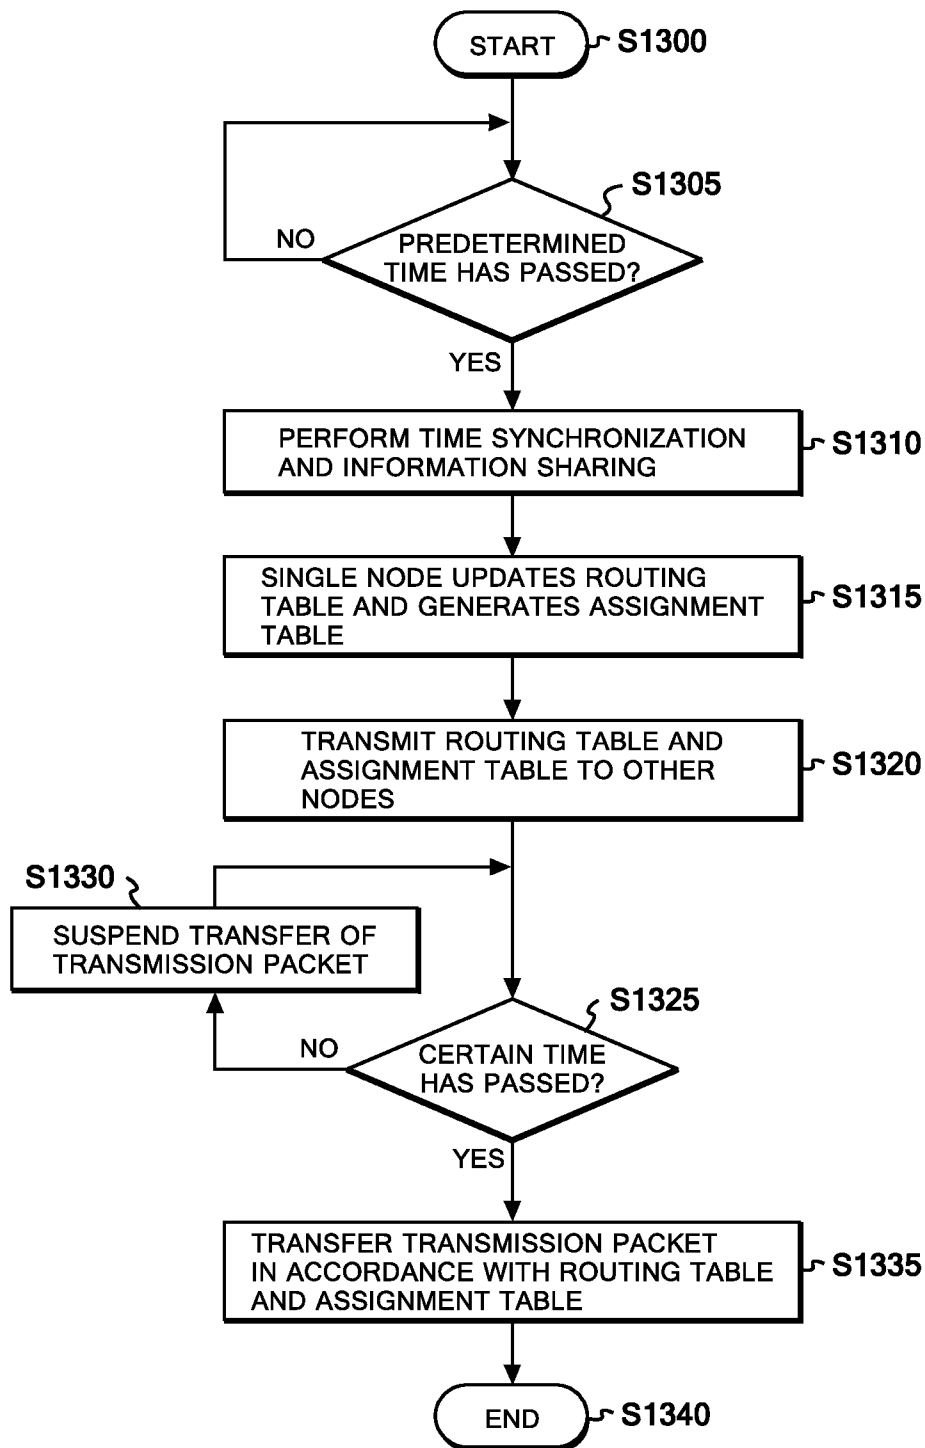 START
S1300
S1305
NO
PREDETERMINED
TIME HAS PASSED?
YES
PERFORM TIME SYNCHRONIZATION
AND INFORMATION SHARING
S1310
SINGLE NODE UPDATES ROUTING
TABLE AND GENERATES ASSIGNMENT
TABLE
S1315
TRANSMIT ROUTING TABLE AND
ASSIGNMENT TABLE TO OTHER
NODES
S1320
S1330
SUSPEND TRANSFER OF
TRANSMISSION PACKET
S1325
NO
CERTAIN TIME
HAS PASSED?
YES
TRANSFER TRANSMISSION PACKET
IN ACCORDANCE WITH ROUTING TABLE
AND ASSIGNMENT TABLE
S1335
END
S1340